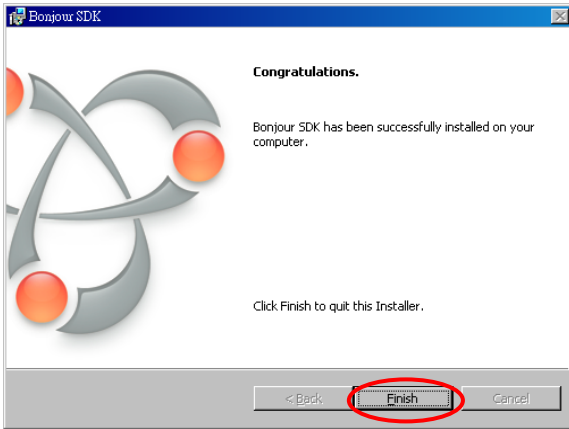 Bonjour SDK
Congratulations.
Bonjour SDK has been successfully installed on your
computer.
Click Finish to quit this Installer.
< Back
Finish
Cancel